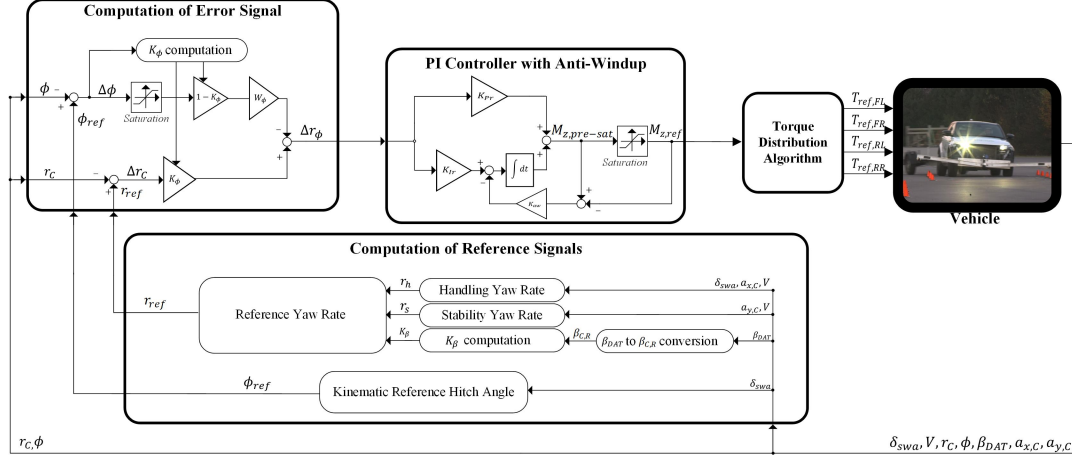 Computation of Error Signal
K_ϕ computation
ϕ - + Δϕ
ϕ_ref
Saturation
1 − K_ϕ
W_ϕ
-
+
Δr_ϕ
r_C - + Δr_C
r_ref
K_ϕ
PI Controller with Anti-Windup
K_Pr
K_Ir
+ -
∫ dt
+
+
M_z,pre−sat
Saturation
M_z,ref
K_aw
+
-
Torque
Distribution
Algorithm
T_ref,FL
T_ref,FR
T_ref,RL
T_ref,RR
Vehicle
Computation of Reference Signals
r_ref
Reference Yaw Rate
r_h
Handling Yaw Rate
δ_swa, a_x,C, V
r_s
Stability Yaw Rate
a_y,C, V
K_β
K_β computation
β_C,R
β_DAT to β_C,R conversion
β_DAT
ϕ_ref
Kinematic Reference Hitch Angle
δ_swa
r_C, ϕ
δ_swa, V, r_C, ϕ, β_DAT, a_x,C, a_y,C